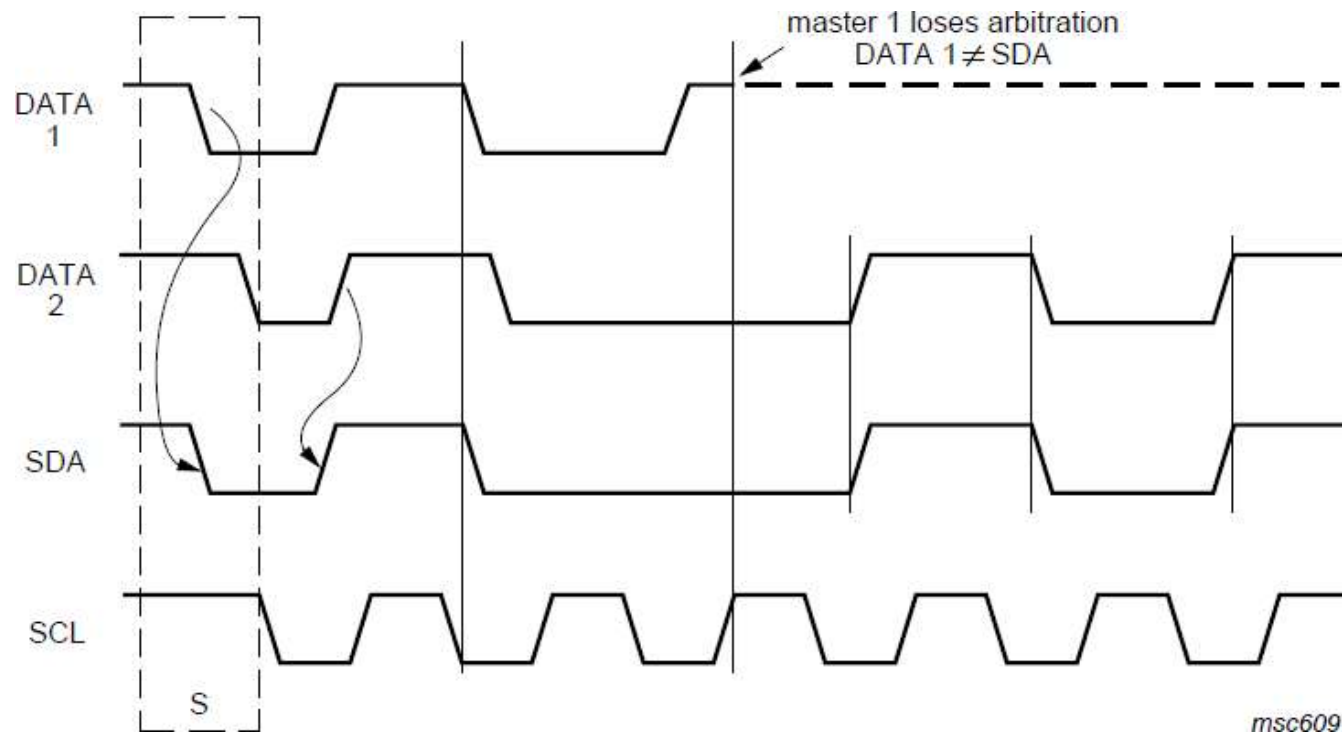 master 1 loses arbitration
DATA 1 ≠ SDA
DATA
1
DATA
2
SDA
SCL
S
msc609